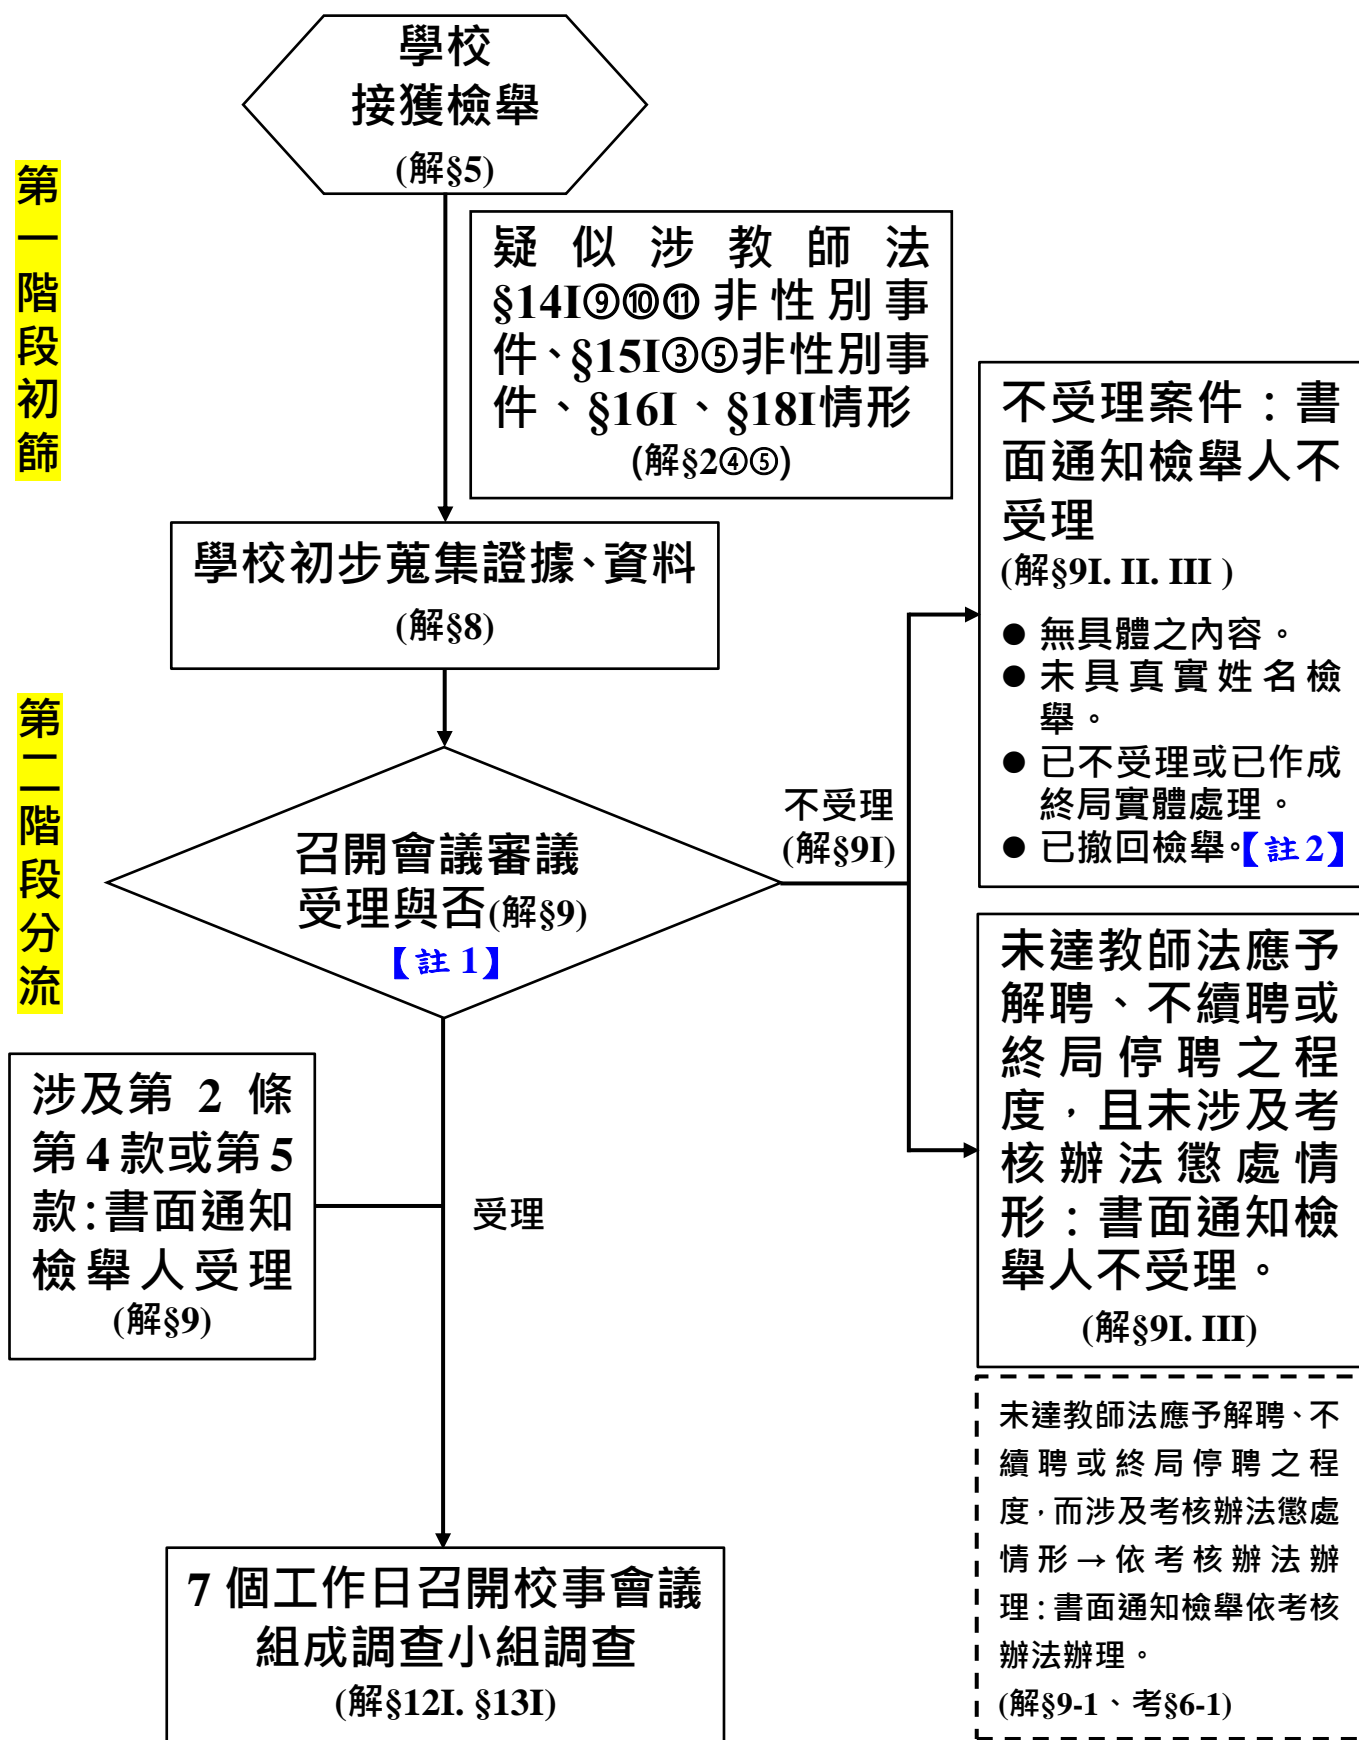 學校
接獲檢舉
(解§5)
第一階段初篩
疑似涉教師法
§14I⑨⑩⑪非性別事
件、§15I③⑤非性別事
件、§16I、§18I情形
(解§2④⑤)
學校初步蒐集證據、資料
(解§8)
第二階段分流
召開會議審議
受理與否(解§9)
【註1】
不受理
(解§9I)
不受理案件：書
面通知檢舉人不
受理
(解§9I. II. III )
● 無具體之內容。
● 未具真實姓名檢
舉。
● 已不受理或已作成
終局實體處理。
● 已撤回檢舉。【註2】
未達教師法應予
解聘、不續聘或
終局停聘之程
度，且未涉及考
核辦法懲處情
形：書面通知檢
舉人不受理。
(解§9I. III)
涉及第 2 條
第4款或第5
款：書面通知
檢舉人受理
(解§9)
受理
未達教師法應予解聘、不
續聘或終局停聘之程
度，而涉及考核辦法懲處
情形→依考核辦法辦
理：書面通知檢舉依考核
辦法辦理。
(解§9-1、考§6-1)
7 個工作日召開校事會議
組成調查小組調查
(解§12I. §13I)